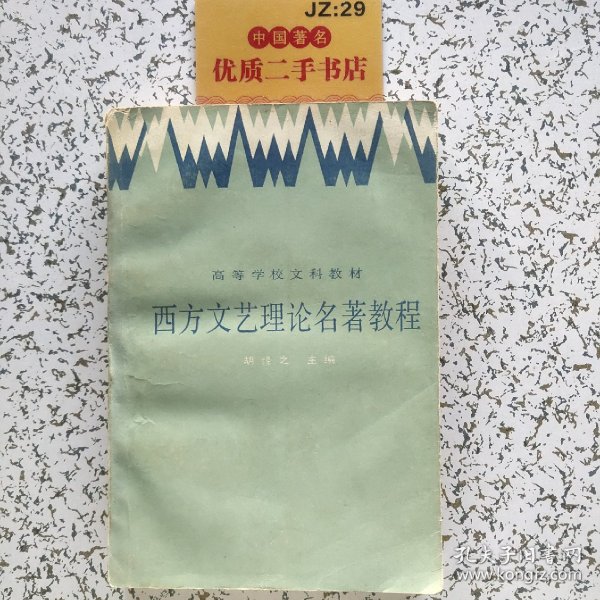 JZ:29
中国著名
优质二手书店
高等学校文科教材
西方文艺理论名著教程
胡经之 主编
孔夫子旧书网
www.kongfz.com